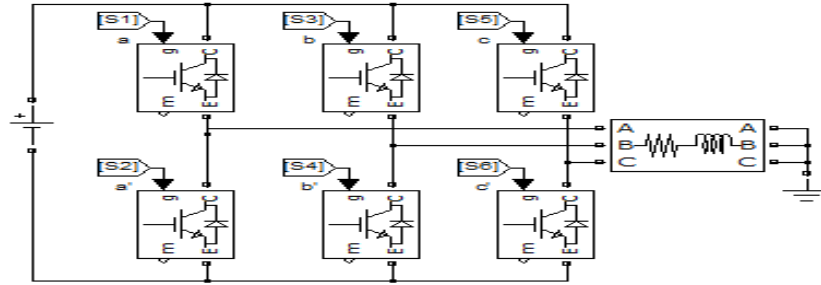 [S1] [S3] [S5]
a b c
g C g C g C
m E m E m E
+
A A
B B
C C
[S2] [S4] [S6]
a' b' c'
g C g C g C
m E m E m E